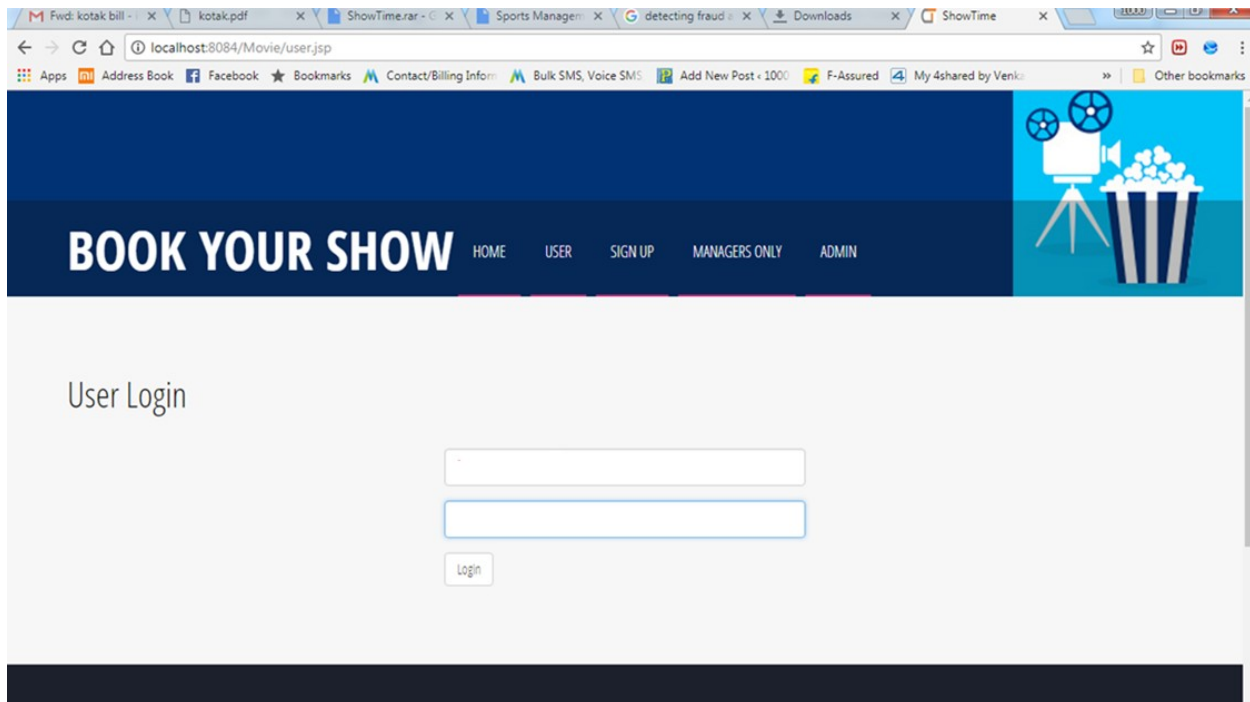 Fwd: kotak bill -
kotak.pdf
ShowTime.rar - G
Sports Managem
detecting fraud a
Downloads
ShowTime
localhost:8084/Movie/user.jsp
Apps
Address Book
Facebook
Bookmarks
Contact/Billing Inform
Bulk SMS, Voice SMS
Add New Post ‹ 1000
F-Assured
My 4shared by Venka
»
Other bookmarks
BOOK YOUR SHOW
HOME
USER
SIGN UP
MANAGERS ONLY
ADMIN
User Login
Login